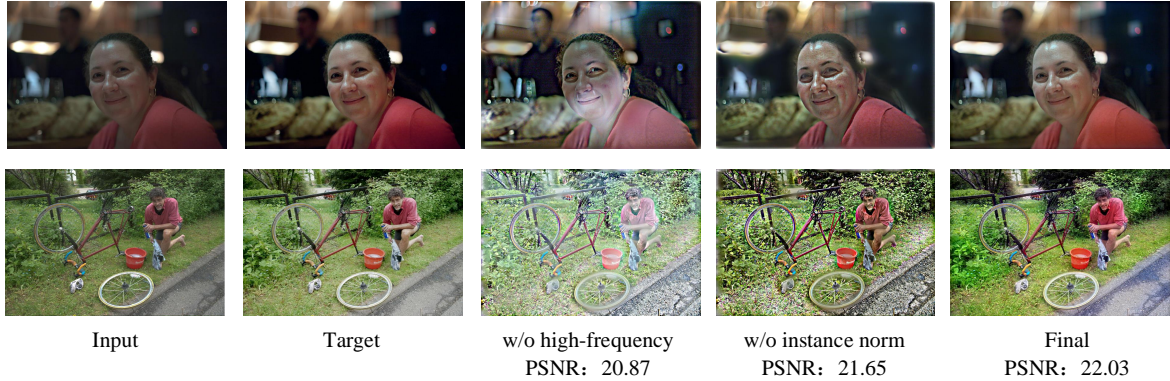 Input
Target
w/o high-frequency
PSNR：20.87
w/o instance norm
PSNR：21.65
Final
PSNR：22.03